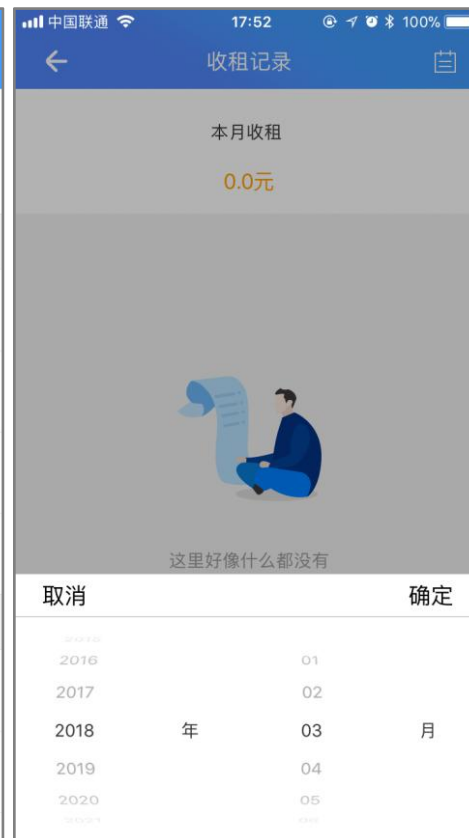 中国联通 17:52 100%
收租记录
本月收租
0.0元
这里好像什么都没有
取消 确定
2016 01
2017 02
2018 年 03 月
2019 04
2020 05